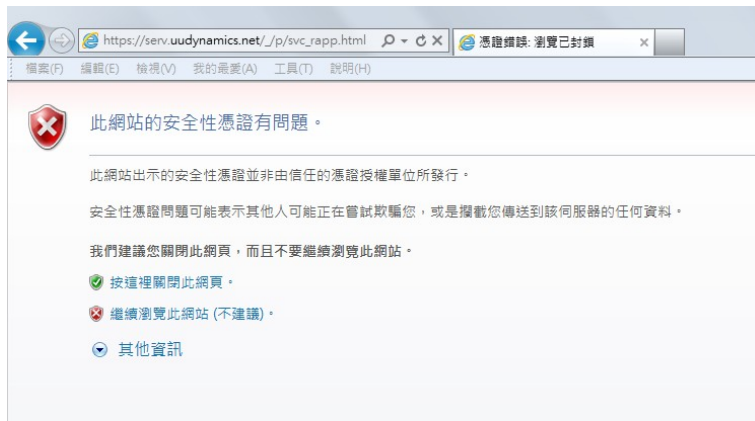 https://serv.uudynamics.net/_/p/svc_rapp.html
憑證錯誤: 瀏覽已封鎖
檔案(F) 編輯(E) 檢視(V) 我的最愛(A) 工具(T) 說明(H)
此網站的安全性憑證有問題。
此網站出示的安全性憑證並非由信任的憑證授權單位所發行。
安全性憑證問題可能表示其他人可能正在嘗試欺騙您，或是攔截您傳送到該伺服器的任何資料。
我們建議您關閉此網頁，而且不要繼續瀏覽此網站。
按這裡關閉此網頁。
繼續瀏覽此網站 (不建議)。
其他資訊